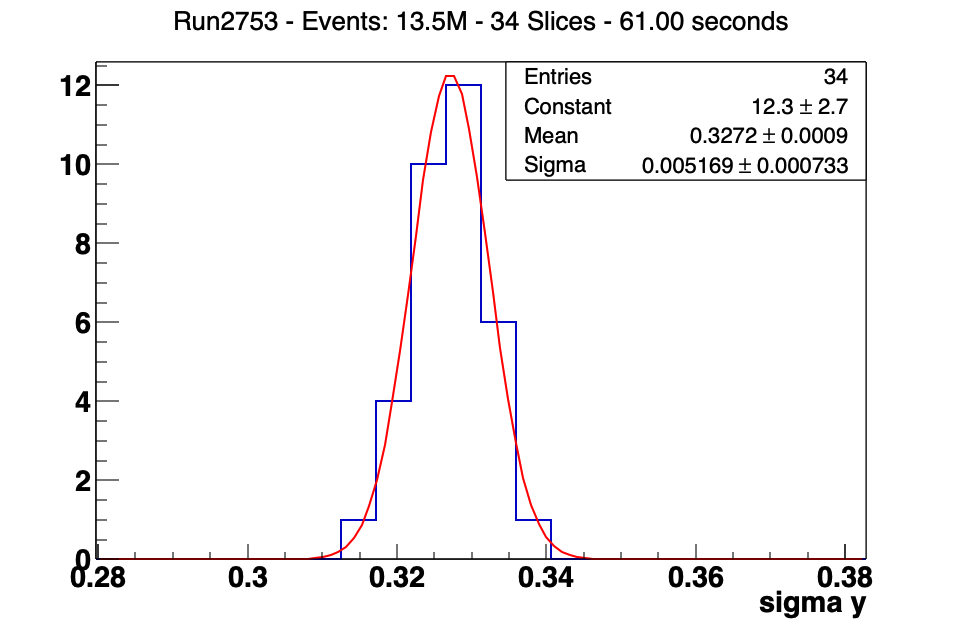 Run2753 - Events: 13.5M - 34 Slices - 61.00 seconds
Entries 34
Constant 12.3 ± 2.7
Mean 0.3272 ± 0.0009
Sigma 0.005169 ± 0.000733
12
10
8
6
4
2
0
0.28 0.3 0.32 0.34 0.36 0.38
sigma y